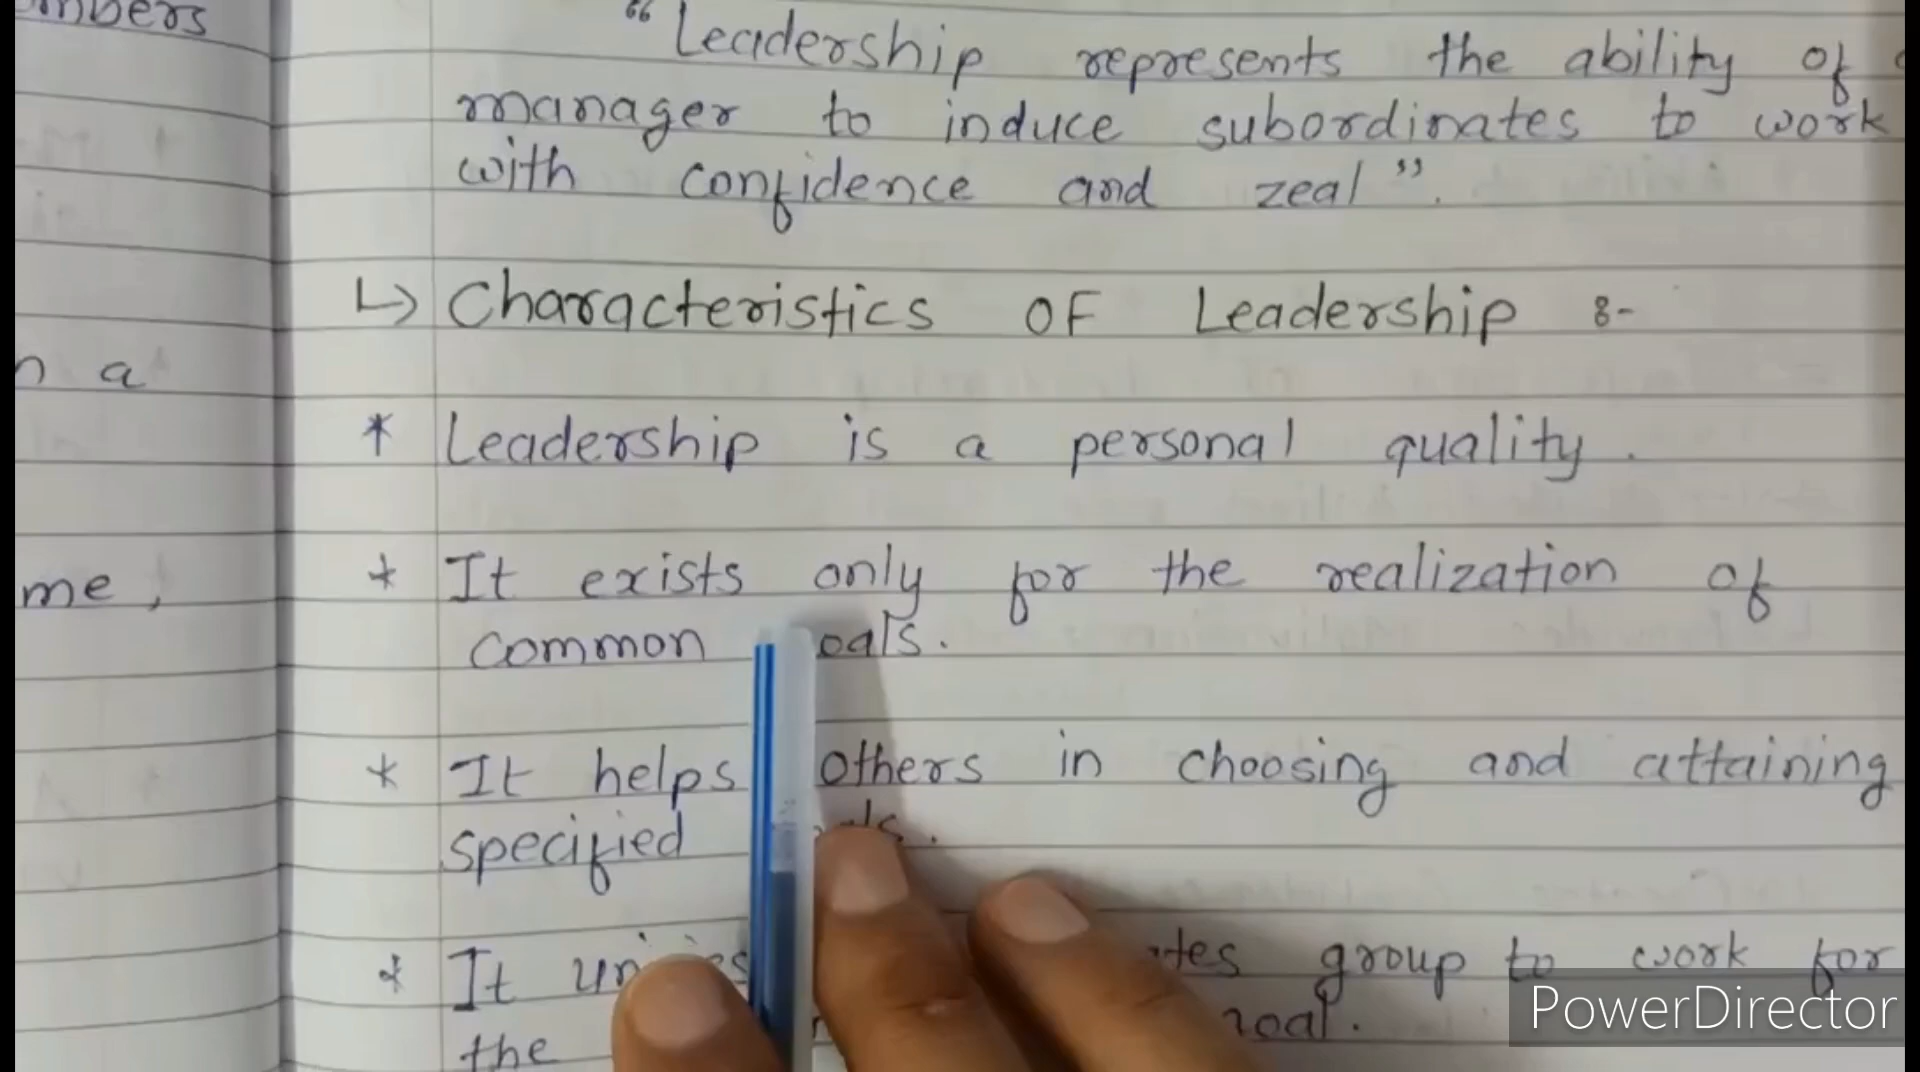 "Leadership represents the ability of
manager to induce subordinates to work
with confidence and zeal".
↳ Characteristics OF Leadership :-
* Leadership is a personal quality.
n a
* It exists only for the realization of
me,
common oals.
* It helps others in choosing and attaining
specified
* It group to work for
the
PowerDirector